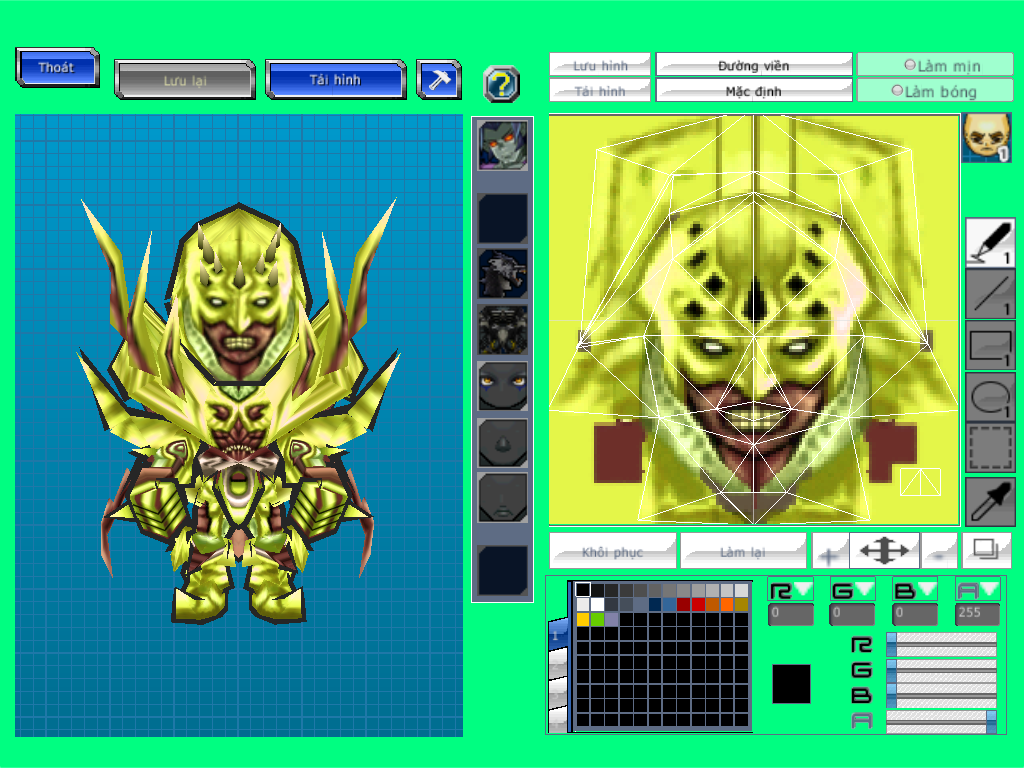 Thoát
Lưu lại
Tải hình
?
Lưu hình
Đường viền
Làm mịn
Tải hình
Mặc định
Làm bóng
1
1
1
1
1
Khôi phục
Làm lại
R
G
B
A
0
0
0
255
1
R
G
B
A